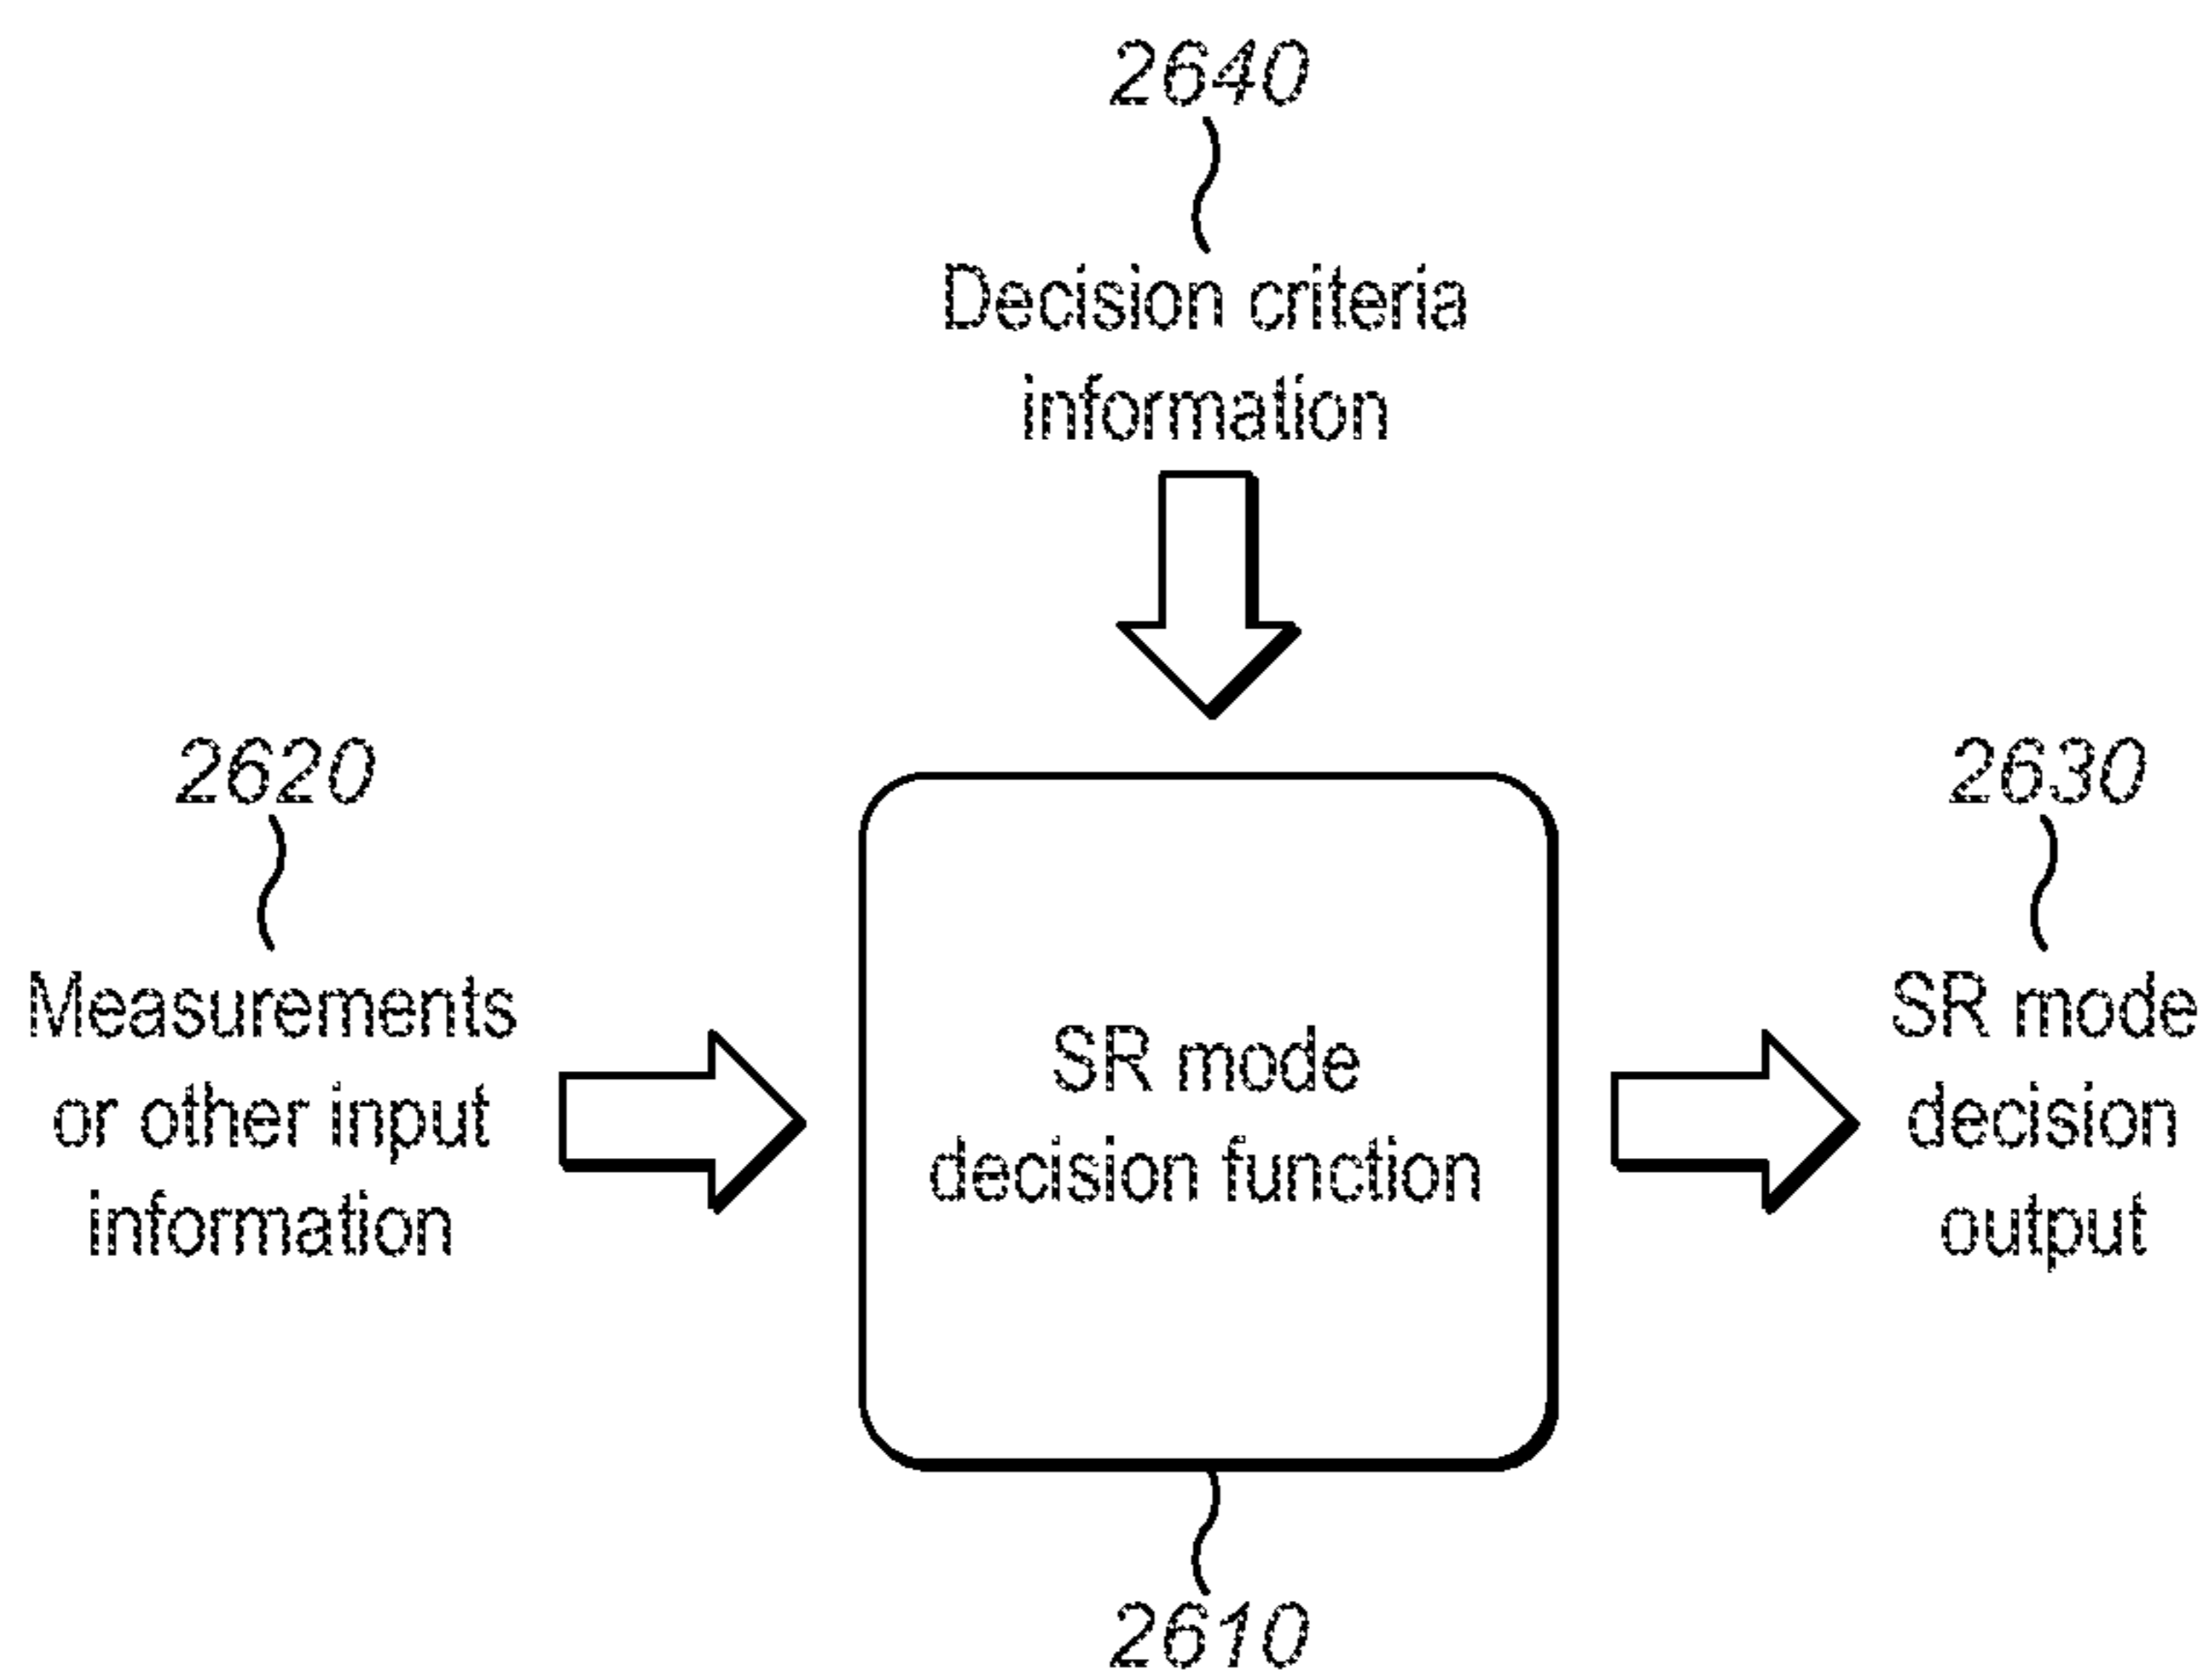 2640
Decision criteria
information
2620
Measurements
or other input
information
SR mode
decision function
2630
SR mode
decision
output
2610